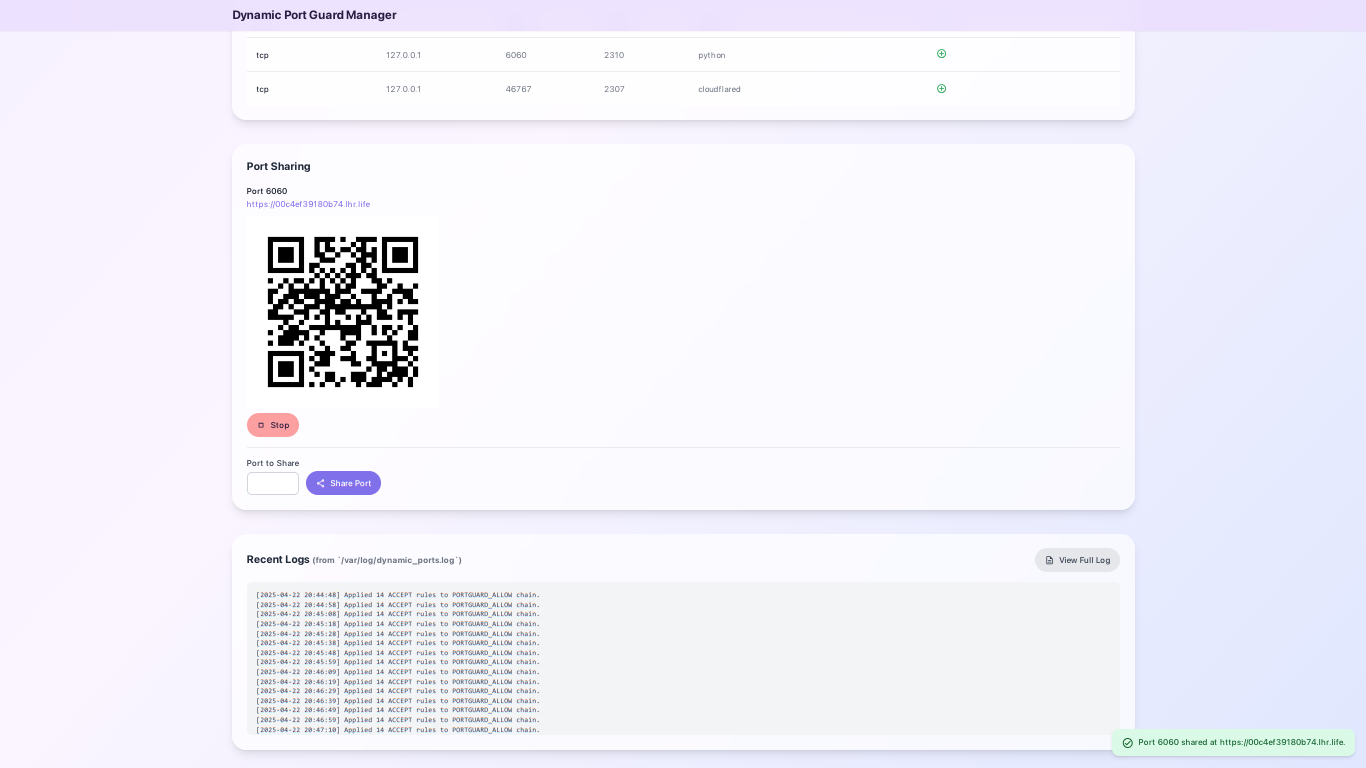 Dynamic Port Guard Manager
tcp 127.0.0.1 6060 2310 python
tcp 127.0.0.1 46767 2307 cloudflared
Port Sharing
Port 6060
https://00c4ef39180b74.lhr.life
Stop
Port to Share
Share Port
Recent Logs (from `/var/log/dynamic_ports.log`)
View Full Log
[2025-04-22 20:44:48] Applied 14 ACCEPT rules to PORTGUARD_ALLOW chain.
[2025-04-22 20:44:58] Applied 14 ACCEPT rules to PORTGUARD_ALLOW chain.
[2025-04-22 20:45:08] Applied 14 ACCEPT rules to PORTGUARD_ALLOW chain.
[2025-04-22 20:45:18] Applied 14 ACCEPT rules to PORTGUARD_ALLOW chain.
[2025-04-22 20:45:28] Applied 14 ACCEPT rules to PORTGUARD_ALLOW chain.
[2025-04-22 20:45:38] Applied 14 ACCEPT rules to PORTGUARD_ALLOW chain.
[2025-04-22 20:45:48] Applied 14 ACCEPT rules to PORTGUARD_ALLOW chain.
[2025-04-22 20:45:59] Applied 14 ACCEPT rules to PORTGUARD_ALLOW chain.
[2025-04-22 20:46:09] Applied 14 ACCEPT rules to PORTGUARD_ALLOW chain.
[2025-04-22 20:46:19] Applied 14 ACCEPT rules to PORTGUARD_ALLOW chain.
[2025-04-22 20:46:29] Applied 14 ACCEPT rules to PORTGUARD_ALLOW chain.
[2025-04-22 20:46:39] Applied 14 ACCEPT rules to PORTGUARD_ALLOW chain.
[2025-04-22 20:46:49] Applied 14 ACCEPT rules to PORTGUARD_ALLOW chain.
[2025-04-22 20:46:59] Applied 14 ACCEPT rules to PORTGUARD_ALLOW chain.
[2025-04-22 20:47:10] Applied 14 ACCEPT rules to PORTGUARD_ALLOW chain.
Port 6060 shared at https://00c4ef39180b74.lhr.life.